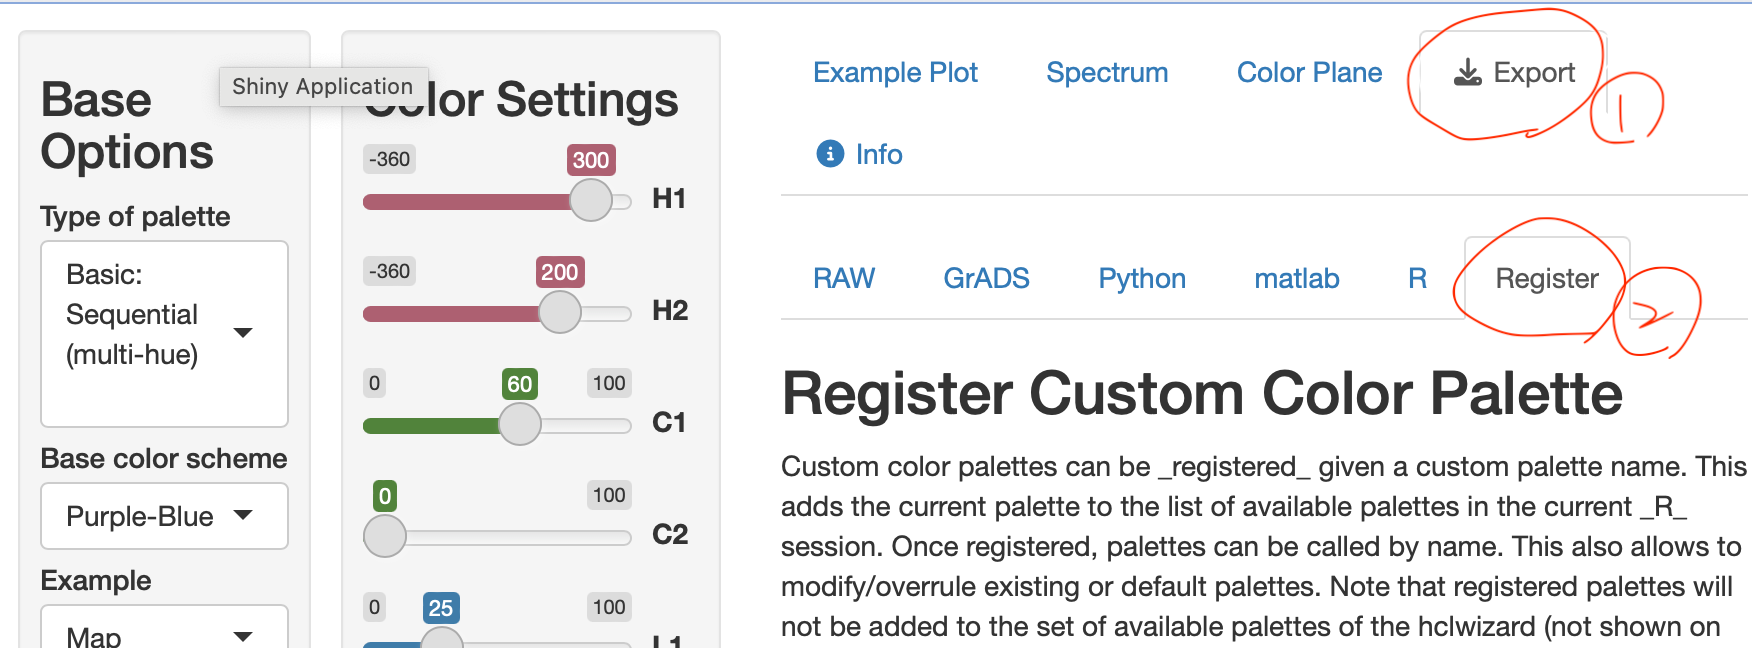 Shiny Application
Base
Options
Type of palette
Basic:
Sequential
(multi-hue)
Base color scheme
Purple-Blue
Example
Map
Color Settings
-360
300
H1
-360
200
H2
0
60
100
C1
0
100
C2
0
25
100
L1
Example Plot
Spectrum
Color Plane
Export
1
Info
RAW
GrADS
Python
matlab
R
Register
2
Register Custom Color Palette
Custom color palettes can be _registered_ given a custom palette name. This
adds the current palette to the list of available palettes in the current _R_
session. Once registered, palettes can be called by name. This also allows to
modify/overrule existing or default palettes. Note that registered palettes will
not be added to the set of available palettes of the hclwizard (not shown on